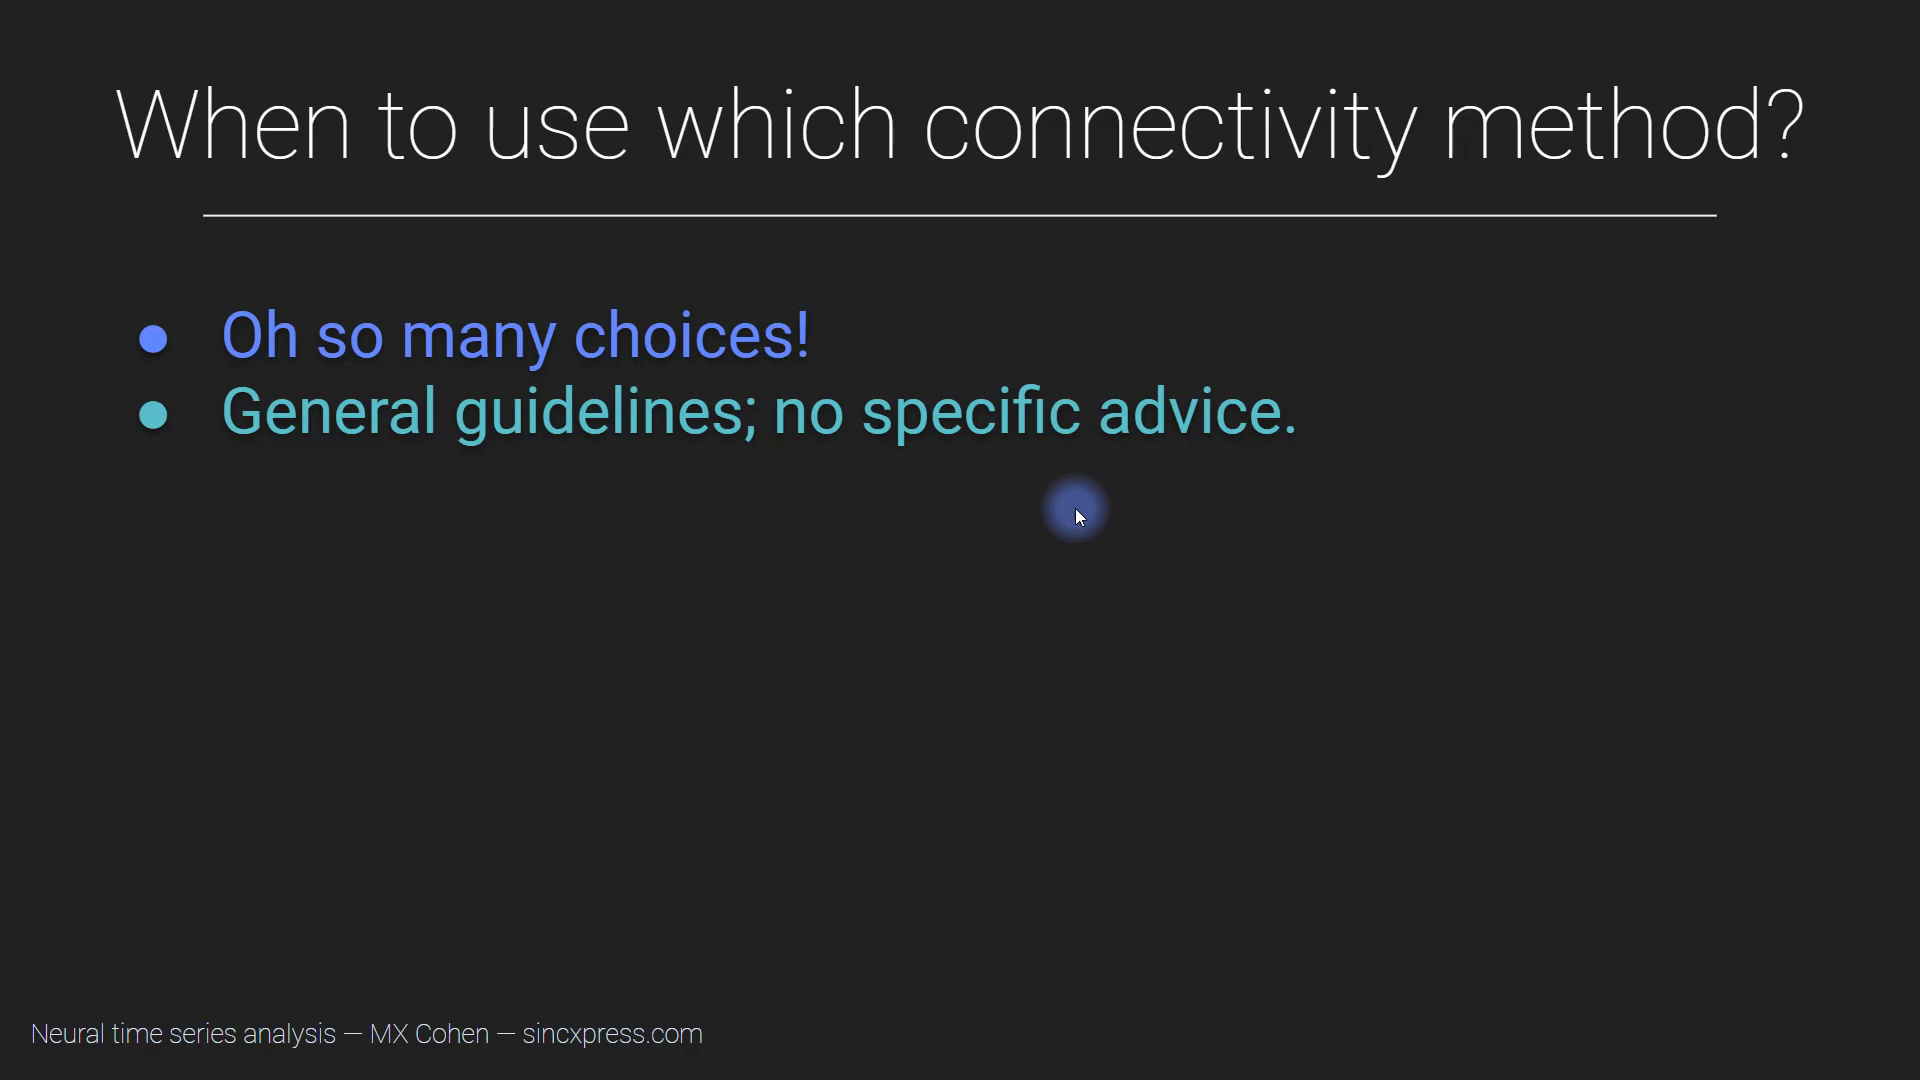 When to use which connectivity method?
● Oh so many choices!
● General guidelines; no specific advice.
Neural time series analysis — MX Cohen — sincxpress.com